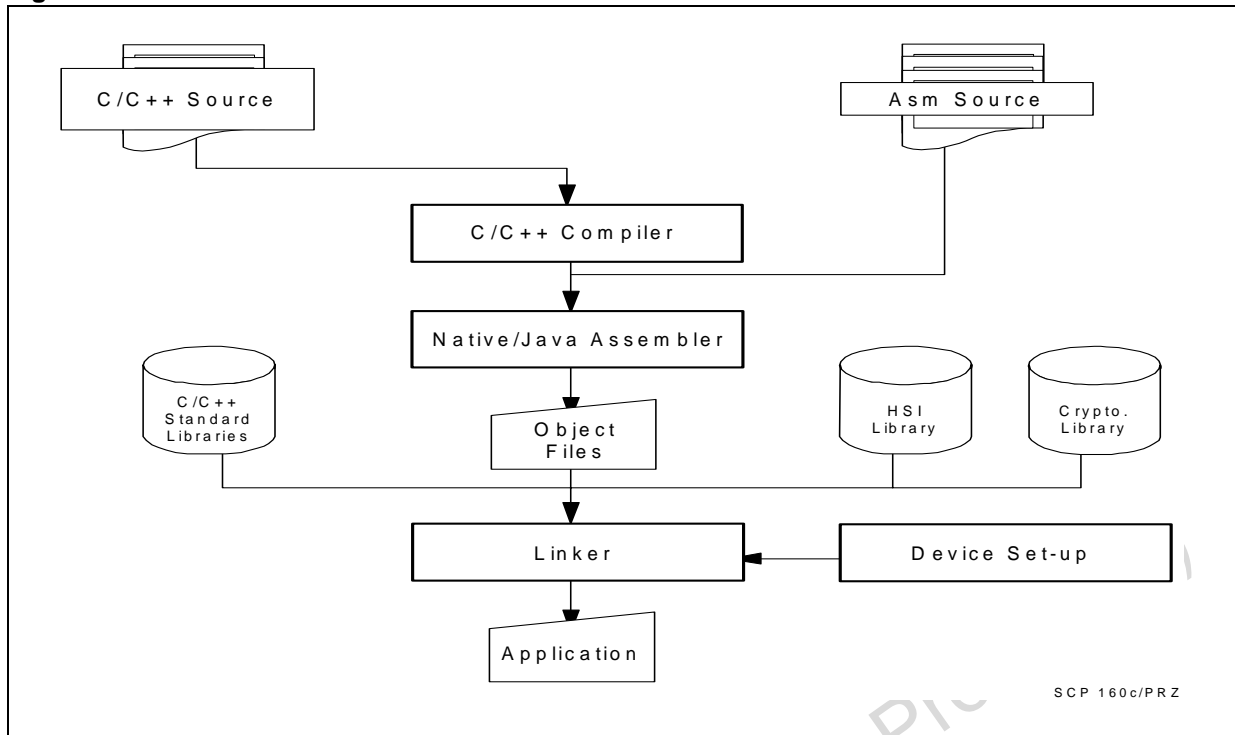 C/C++ Source
Asm Source
C/C++ Compiler
Native/Java Assembler
C/C++
Standard
Libraries
Object
Files
HSI
Library
Crypto.
Library
Linker
Device Set-up
Application
SCP 160c/PRZ